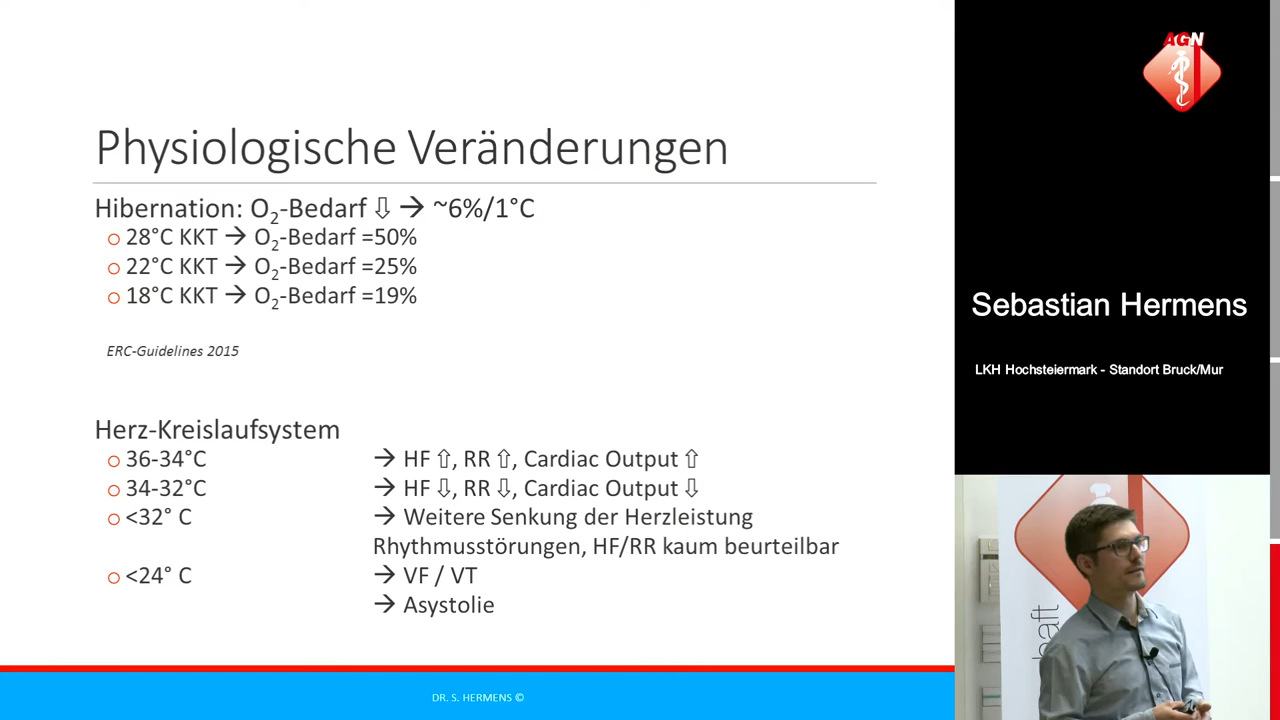 Physiologische Veränderungen
Hibernation: O₂-Bedarf ⇩ → ~6%/1°C
28°C KKT → O₂-Bedarf =50%
22°C KKT → O₂-Bedarf =25%
18°C KKT → O₂-Bedarf =19%
ERC-Guidelines 2015
Herz-Kreislaufsystem
36-34°C → HF ⇧, RR ⇧, Cardiac Output ⇧
34-32°C → HF ⇩, RR ⇩, Cardiac Output ⇩
<32° C → Weitere Senkung der Herzleistung
Rhythmusstörungen, HF/RR kaum beurteilbar
<24° C → VF / VT
→ Asystolie
DR. S. HERMENS ©
AGN
Sebastian Hermens
LKH Hochsteiermark - Standort Bruck/Mur
haft